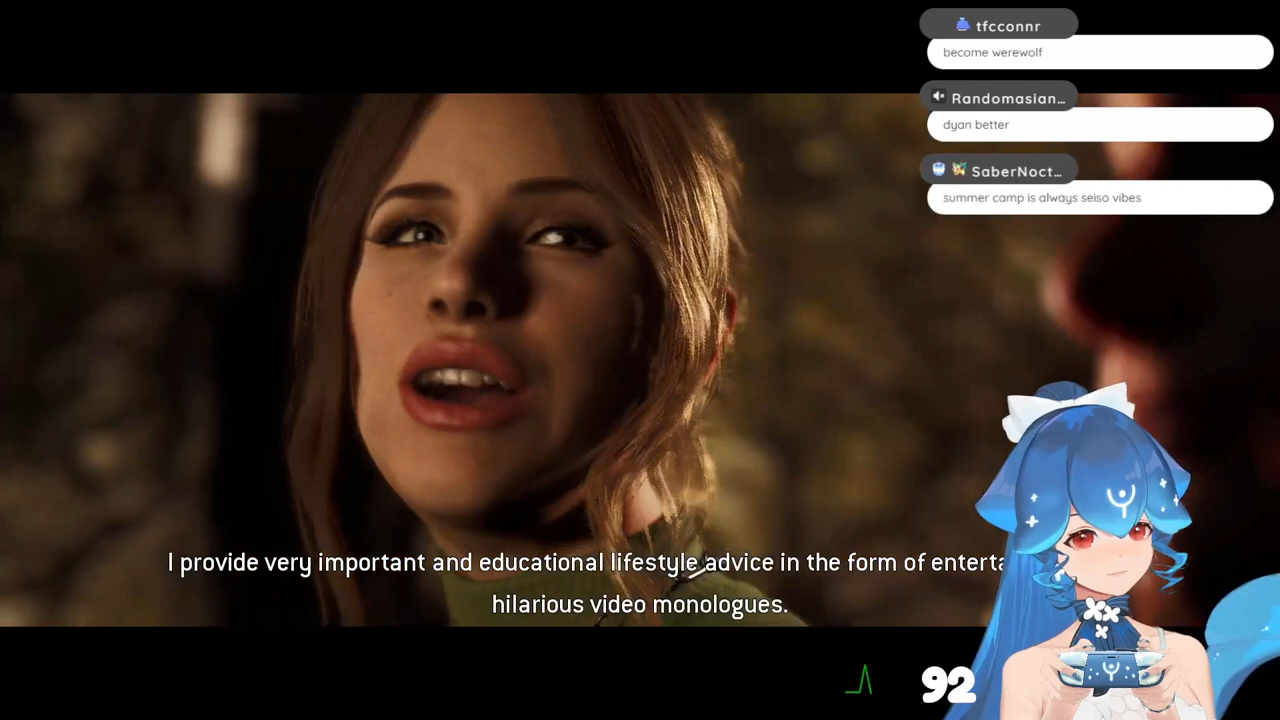 tfcconnr
become werewolf
Randomasian…
dyan better
SaberNoct…
summer camp is always seiso vibes
I provide very important and educational lifestyle advice in the form of enterta
hilarious video monologues.
92